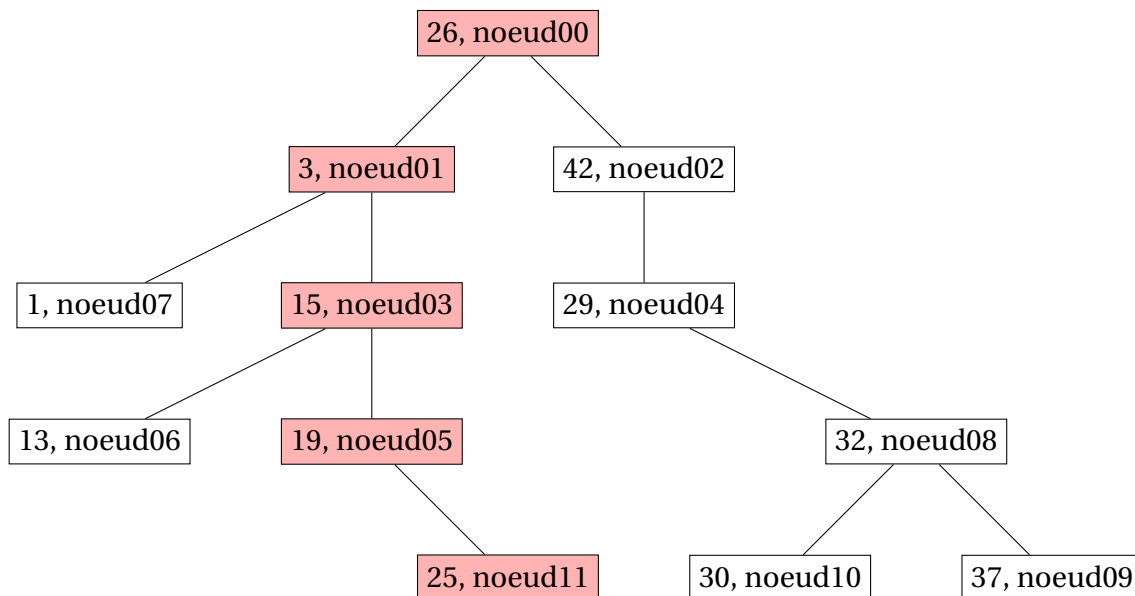 26, noeud00
3, noeud01
42, noeud02
1, noeud07
15, noeud03
29, noeud04
13, noeud06
19, noeud05
32, noeud08
25, noeud11
30, noeud10
37, noeud09